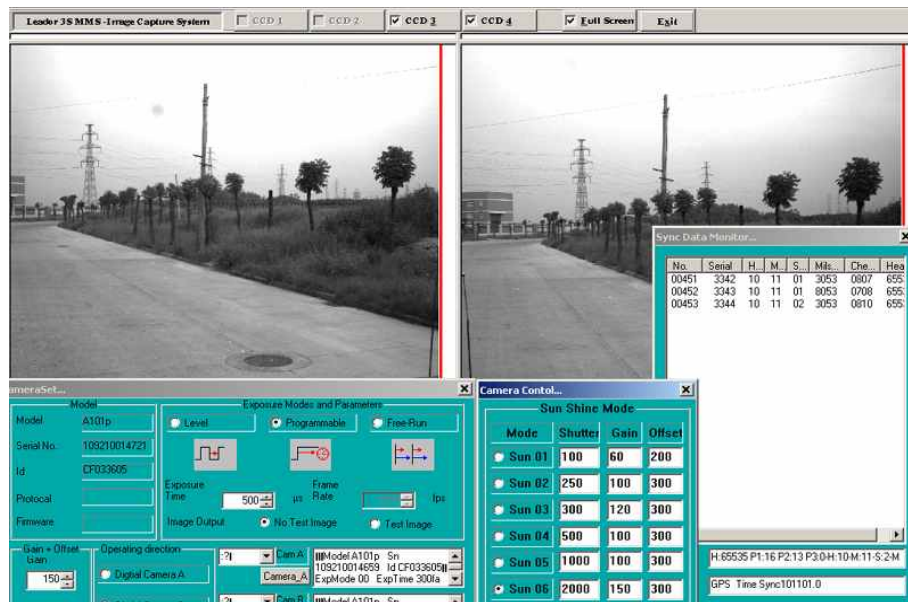 Leador 3S MMS -Image Capture System CCD 1 CCD 2 CCD 3 CCD 4 Full Screen Exit
Sync Data Monitor...
No. Serial H... M... S... Mils... Che... Hea
00451 3342 10 11 01 3053 0807 655
00452 3343 10 11 01 8053 0708 655
00453 3344 10 11 02 3053 0810 655
H:65535 P1:16 P2:13 P3:0-H:10-M:11-S:2-M
GPS Time Sync101101.0
ameraSet...
Model
Model A101p
Serial No.. 109210014721
Id CF033605
Protocal
Firmware
Exposure Modes and Parameters
Level Programmable Free-Run
Exposure Time 500 µs Frame Rate fps
Image Output No Test Image Test Image
Gain + Offset
Gain
150
Operating direction
Digtial Camera A
Cam A
Camera_A
Model A101p Sn
109210014659 Id CF033605
ExpMode 00 ExpTime 300
Cam B
Model A101p Sn
Camera Contol...
Sun Shine Mode
Mode Shutter Gain Offset
Sun 01 100 60 200
Sun 02 250 100 300
Sun 03 300 120 300
Sun 04 500 100 300
Sun 05 1000 100 300
Sun 06 2000 150 300